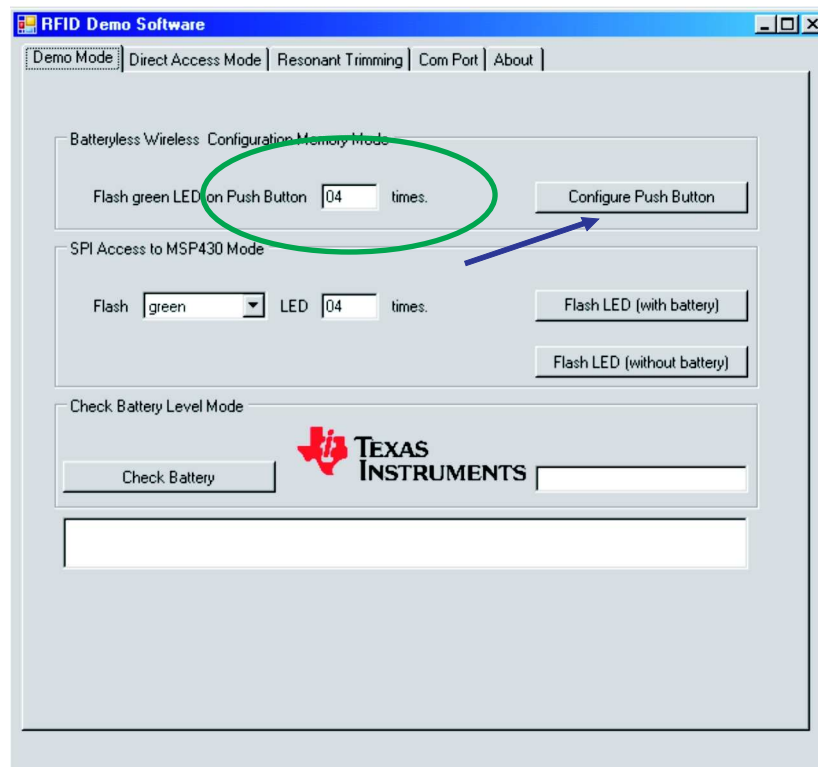 RFID Demo Software
Demo Mode Direct Access Mode Resonant Trimming Com Port About
Batteryless Wireless Configuration Memory Mode
Flash green LED on Push Button 04 times. Configure Push Button
SPI Access to MSP430 Mode
Flash green LED 04 times. Flash LED (with battery)
Flash LED (without battery)
Check Battery Level Mode
Check Battery
TEXAS
INSTRUMENTS